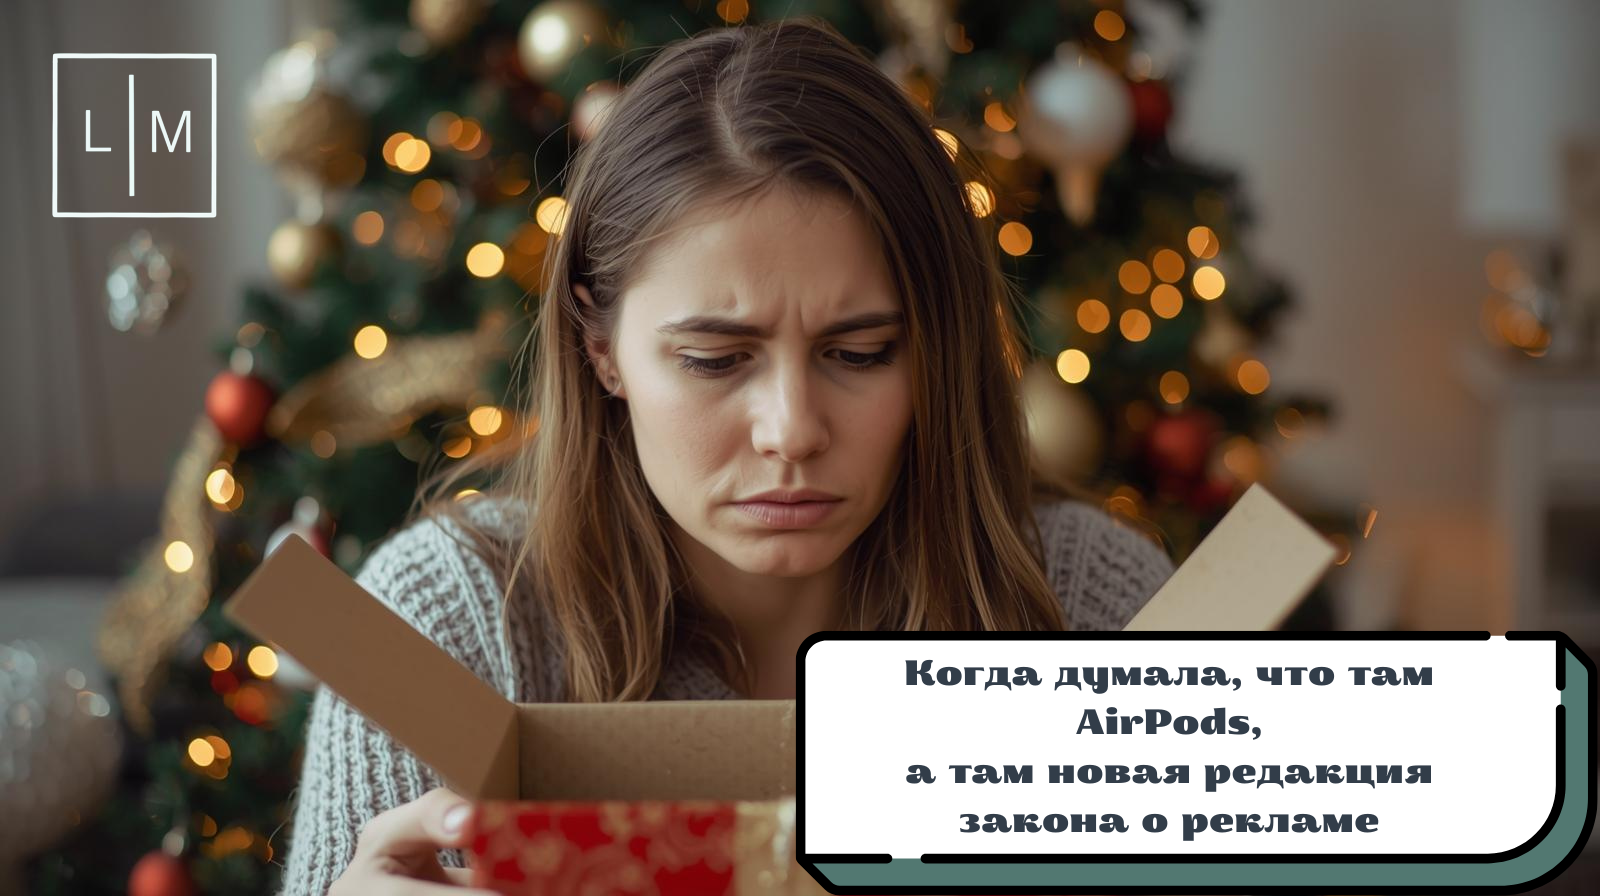 L | M
Когда думала, что там
AirPods,
а там новая редакция
закона о рекламе